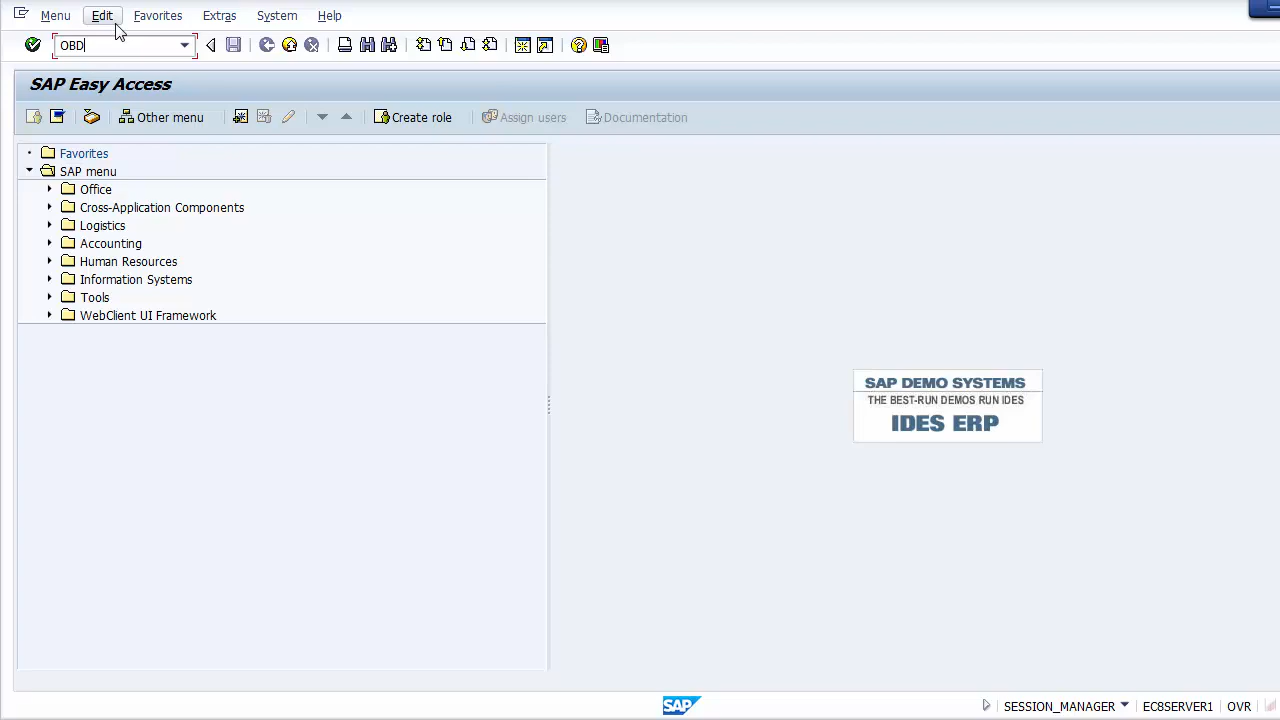 Menu Edit Favorites Extras System Help
OBD
SAP Easy Access
Other menu Create role Assign users Documentation
Favorites
SAP menu
Office
Cross-Application Components
Logistics
Accounting
Human Resources
Information Systems
Tools
WebClient UI Framework
SAP DEMO SYSTEMS
THE BEST-RUN DEMOS RUN IDES
IDES ERP
SAP SESSION_MANAGER EC8SERVER1 OVR